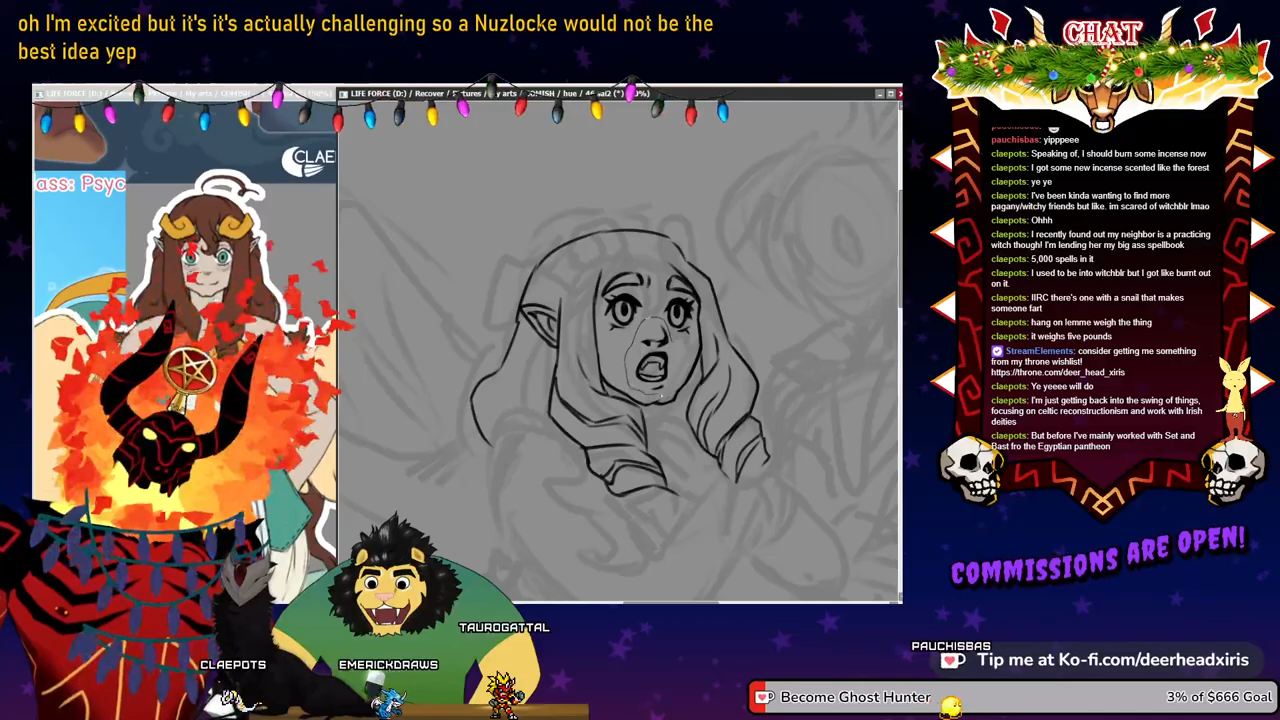 oh I'm excited but it's it's actually challenging so a Nuzlocke would not be the
best idea yep
CHAT
LIFE FORCE (D:) / Recover /
CLAE
ass: Psyc
pauchisbas: yipppeee
claepots: Speaking of, I should burn some incense now
claepots: I got some new incense scented like the forest
claepots: ye ye
claepots: I've been kinda wanting to find more
pagany/witchy friends but like. im scared of witchblr lmao
claepots: Ohhh
claepots: I recently found out my neighbor is a practicing
witch though! I'm lending her my big ass spellbook
claepots: 5,000 spells in it
claepots: I used to be into witchblr but I got like burnt out
on it.
claepots: IIRC there's one with a snail that makes
someone fart
claepots: hang on lemme weigh the thing
claepots: it weighs five pounds
StreamElements: consider getting me something
from my throne wishlist!
https://throne.com/deer_head_xiris
claepots: Ye yeeee will do
claepots: I'm just getting back into the swing of things,
focusing on celtic reconstructionism and work with Irish
deities
claepots: But before I've mainly worked with Set and
Bast fro the Egyptian pantheon
COMMISSIONS ARE OPEN!
TAUROGATTAL
CLAEPOTS
EMERICKDRAWS
PAUCHISBAS
Tip me at Ko-fi.com/deerheadxiris
Become Ghost Hunter
3% of $666 Goal